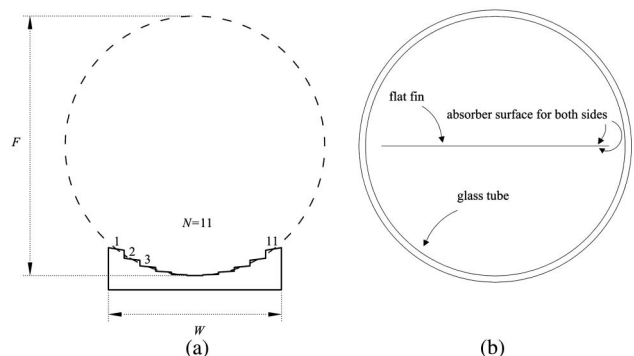 F
N=11
1
2
3
11
W
(a)
flat fin
absorber surface for both sides
glass tube
(b)